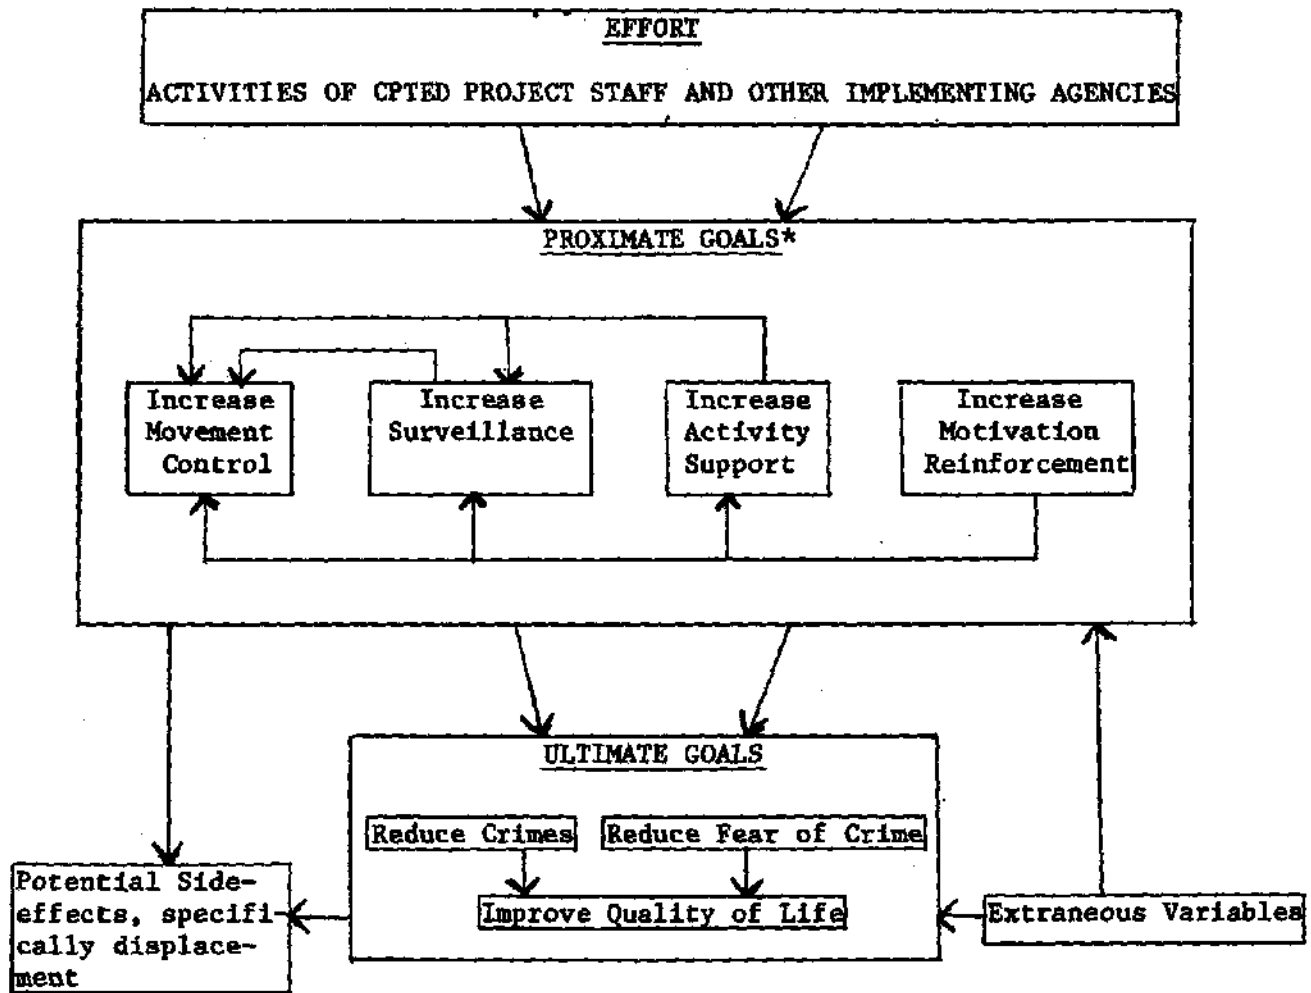 EFFORT
ACTIVITIES OF CPTED PROJECT STAFF AND OTHER IMPLEMENTING AGENCIES
PROXIMATE GOALS*
Increase
Movement
Control
Increase
Surveillance
Increase
Activity
Support
Increase
Motivation
Reinforcement
ULTIMATE GOALS
Reduce Crimes
Reduce Fear of Crime
Improve Quality of Life
Potential Side-
effects, specifi-
cally displace-
ment
Extraneous Variables